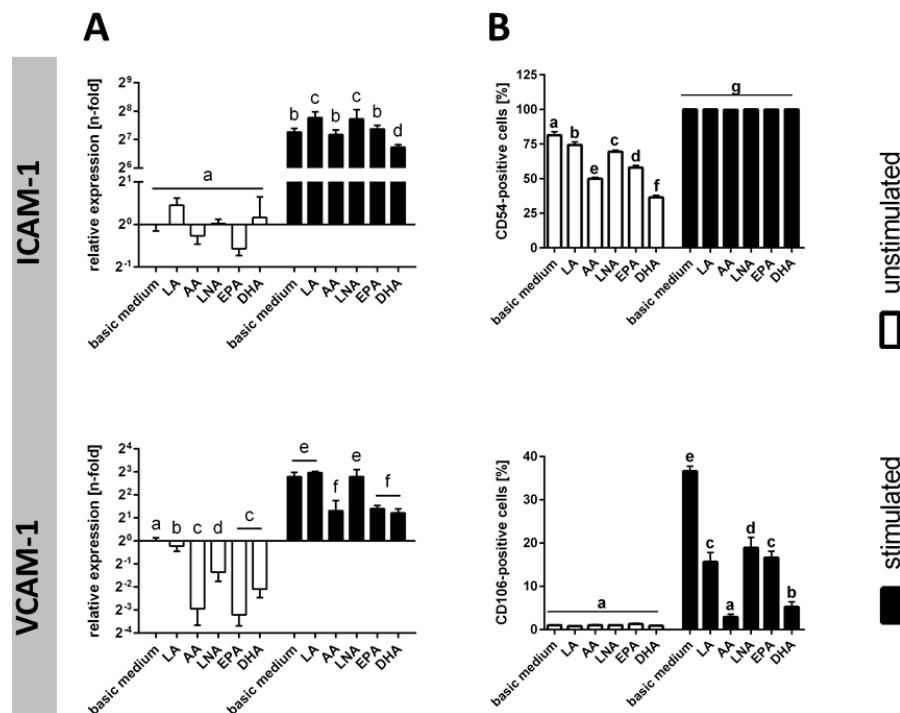 A
B
ICAM-1
VCAM-1
relative expression [n-fold]
2^9
2^8
2^7
2^6
2^1
2^0
2^-1
a
b c b c b d
basic medium LA AA LNA EPA DHA basic medium LA AA LNA EPA DHA
CD54-positive cells [%]
125
100
75
50
25
0
a b e c d f
g
basic medium LA AA LNA EPA DHA basic medium LA AA LNA EPA DHA
relative expression [n-fold]
2^4
2^3
2^2
2^1
2^0
2^-1
2^-2
2^-3
2^-4
a b c d c
e f e f
basic medium LA AA LNA EPA DHA basic medium LA AA LNA EPA DHA
CD106-positive cells [%]
40
30
20
10
0
a
e c a d c b
basic medium LA AA LNA EPA DHA basic medium LA AA LNA EPA DHA
unstimulated
stimulated